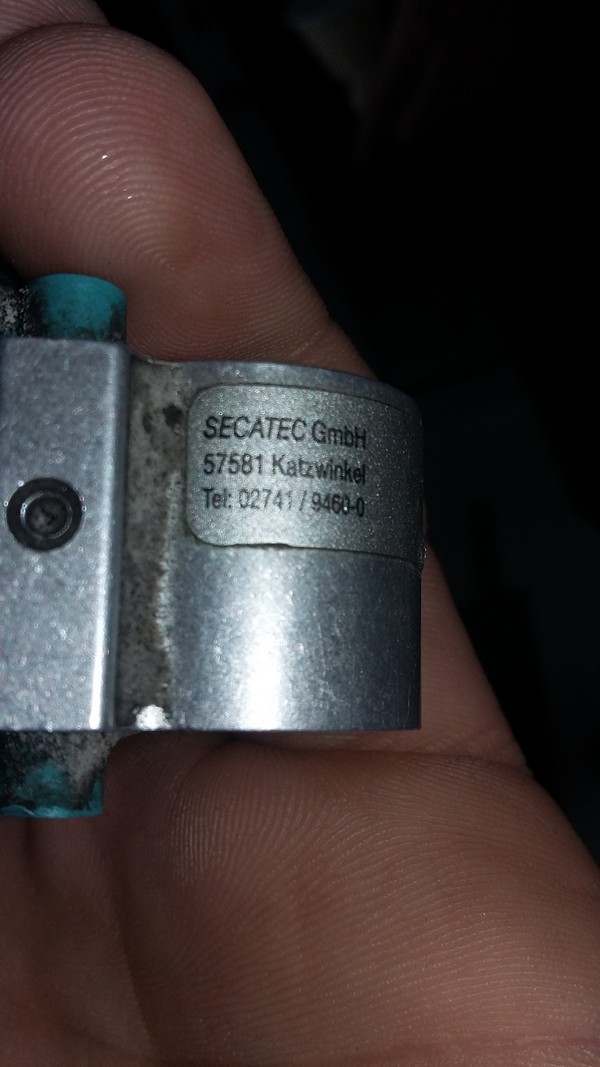 SECATEC GmbH
57581 Katzwinkel
Tel: 02741 / 9460-0